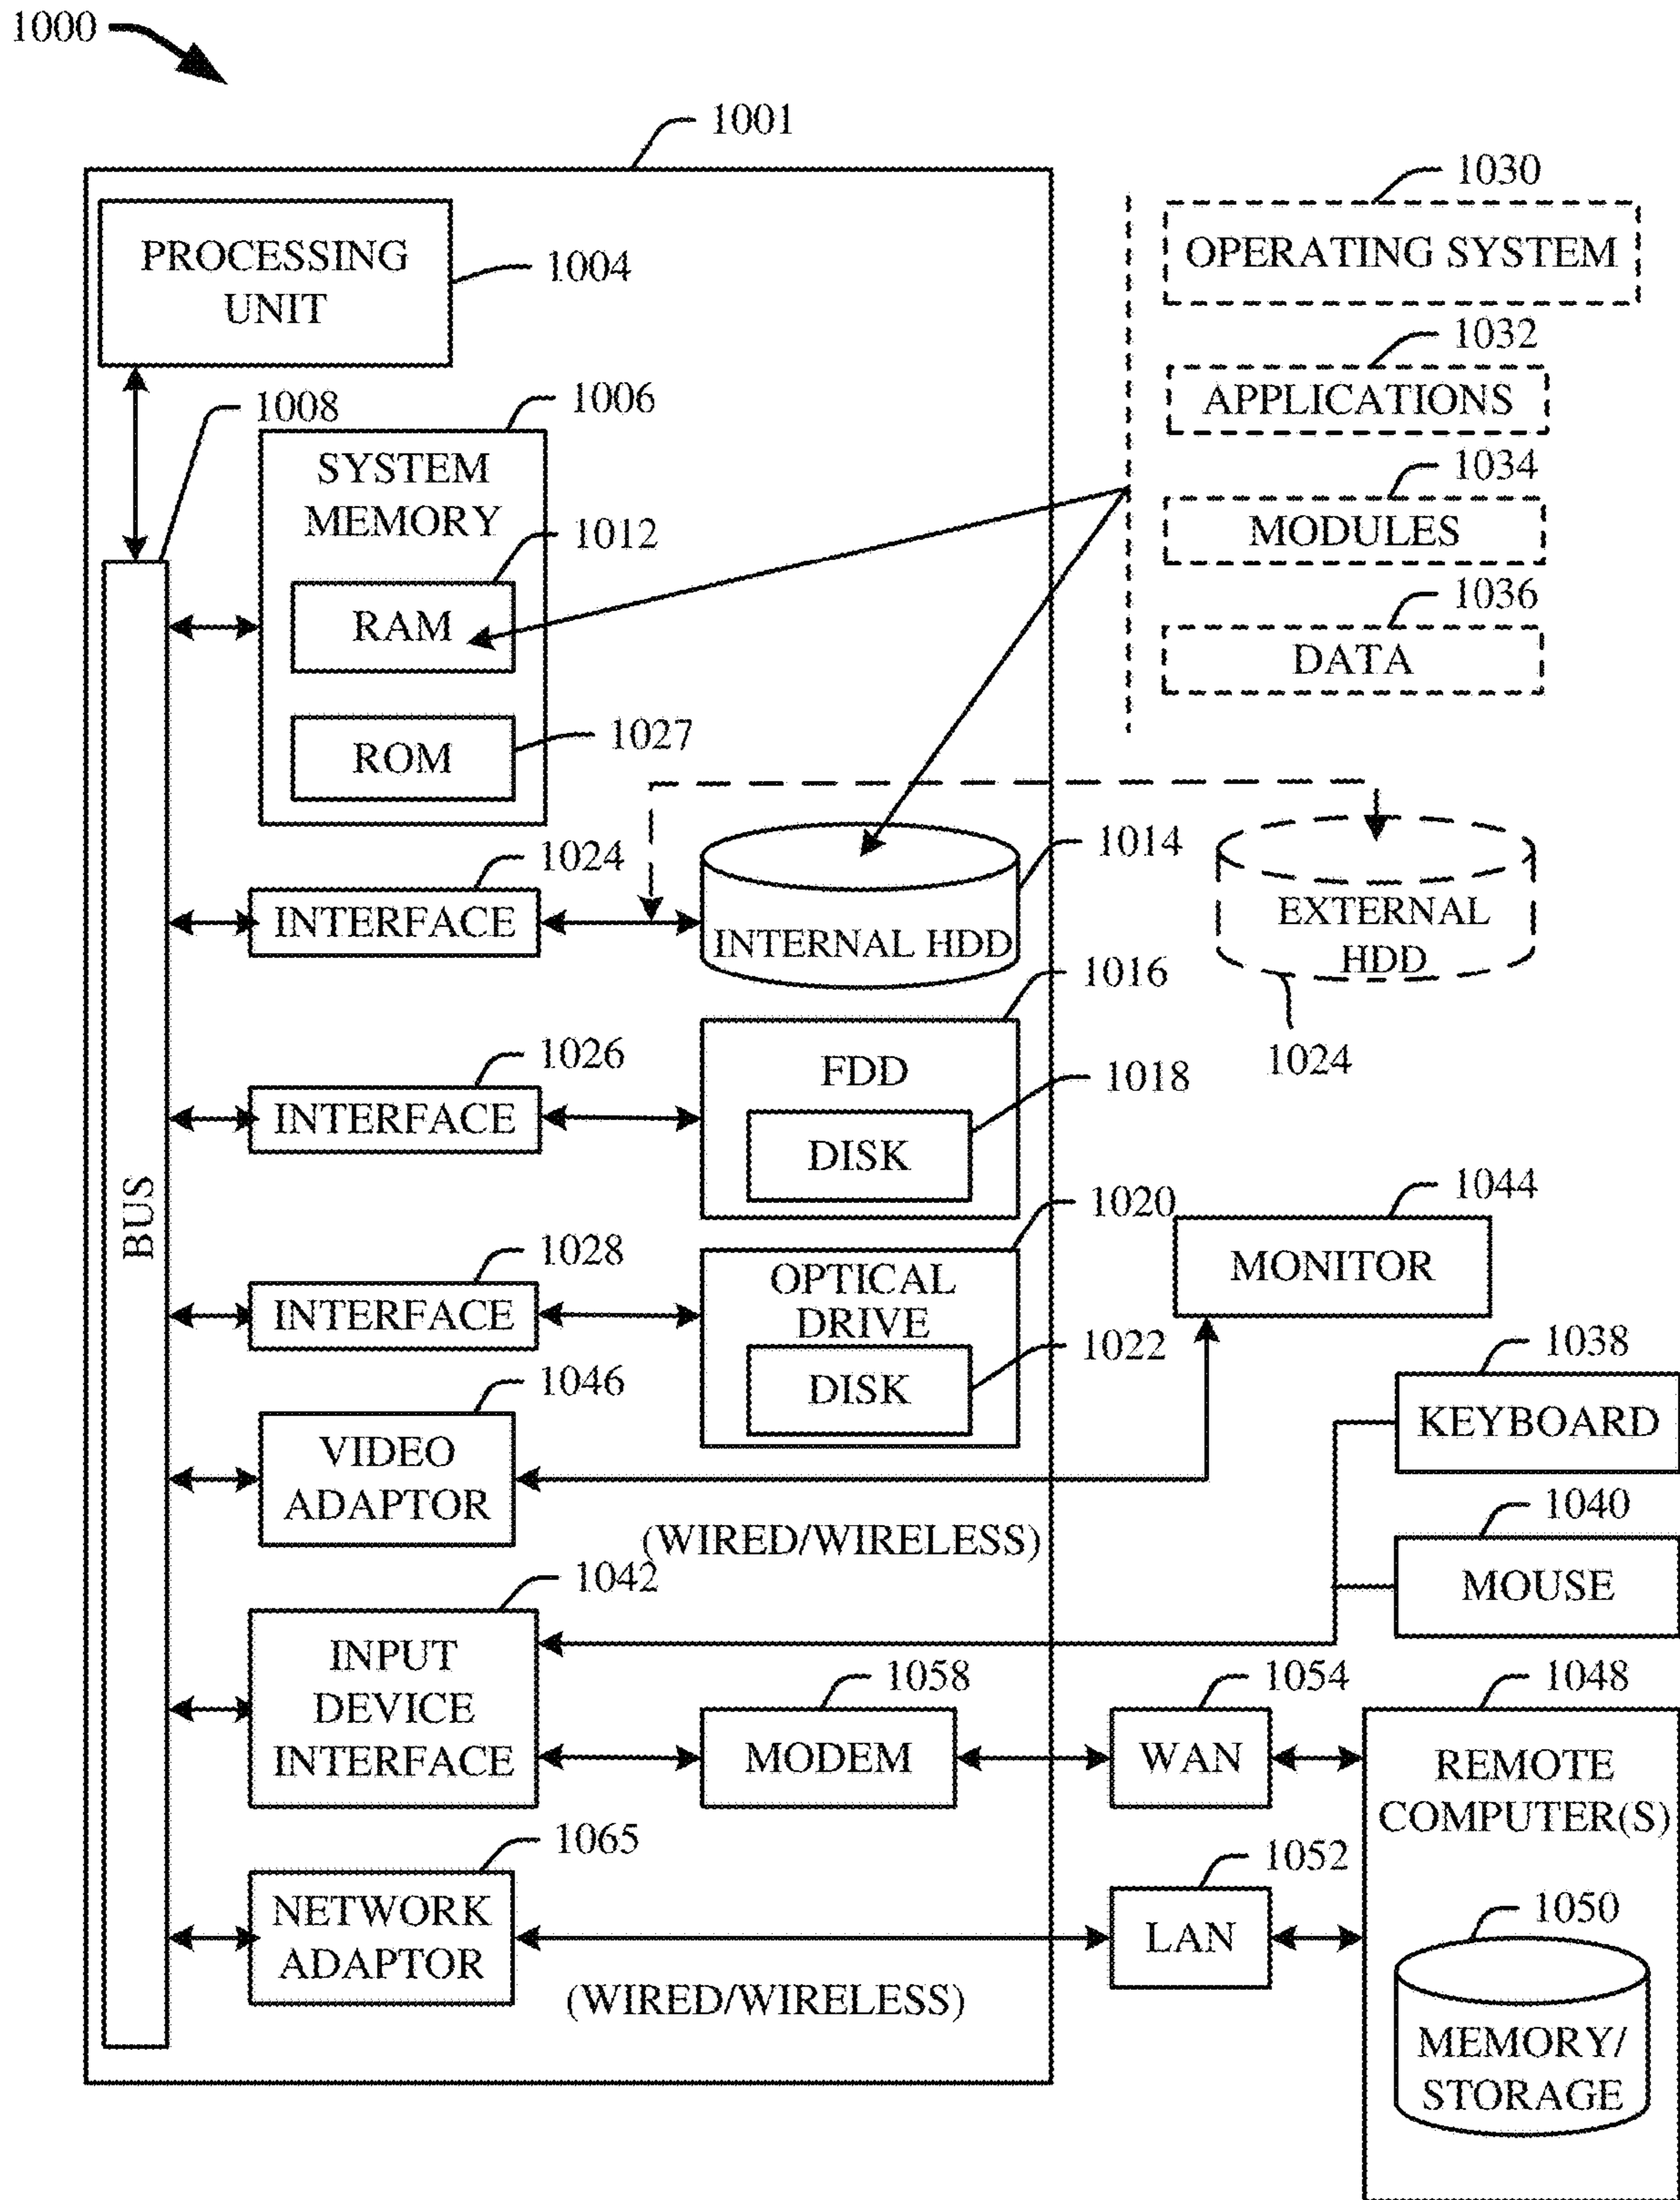 1000
1001
PROCESSING
UNIT
1004
1030
OPERATING SYSTEM
1032
APPLICATIONS
1034
MODULES
1036
DATA
1008
1006
SYSTEM
MEMORY
1012
RAM
1027
ROM
BUS
1024
INTERFACE
1014
INTERNAL HDD
EXTERNAL
HDD
1024
1026
INTERFACE
1016
FDD
1018
DISK
1028
INTERFACE
1020
OPTICAL
DRIVE
1022
DISK
1044
MONITOR
1046
VIDEO
ADAPTOR
(WIRED/WIRELESS)
1038
KEYBOARD
1040
MOUSE
1042
INPUT
DEVICE
INTERFACE
1058
MODEM
1054
WAN
1048
REMOTE
COMPUTER(S)
1065
NETWORK
ADAPTOR
(WIRED/WIRELESS)
1052
LAN
1050
MEMORY/
STORAGE